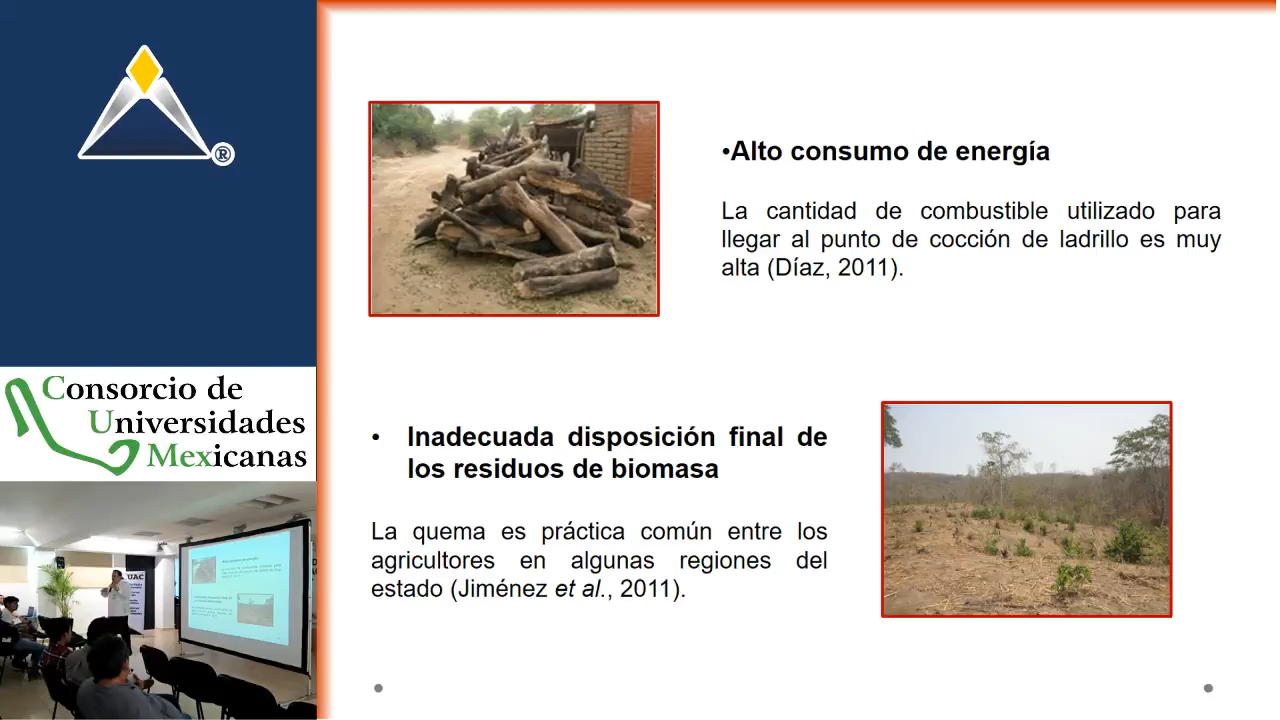 ®
Consorcio de
Universidades
Mexicanas
UAC
•Alto consumo de energía
La cantidad de combustible utilizado para
llegar al punto de cocción de ladrillo es muy
alta (Díaz, 2011).
• Inadecuada disposición final de
los residuos de biomasa
La quema es práctica común entre los
agricultores en algunas regiones del
estado (Jiménez et al., 2011).